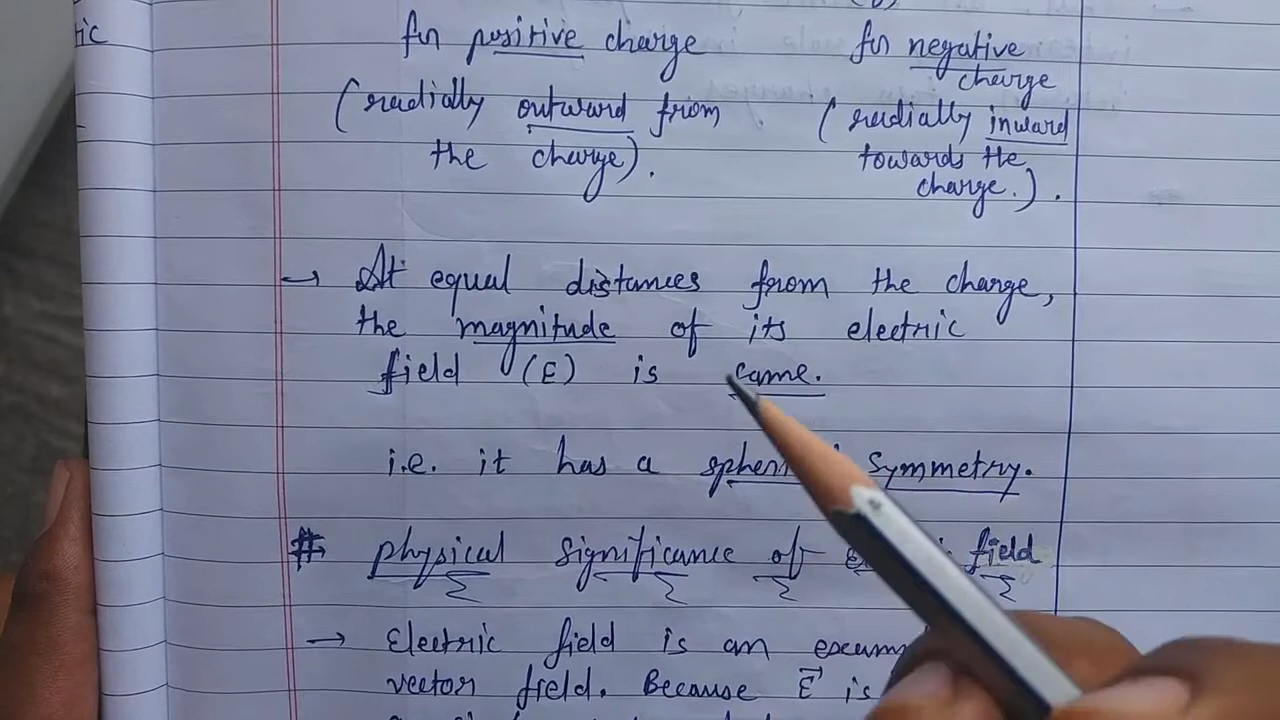 ic
for positive charge
for negative
charge
(radially outward from
the charge).
(radially inward
towards the
charge.).
→ At equal distances from the charge,
the magnitude of its electric
field (E) is same.
i.e. it has a symmetry.
# physical significance of field
→ Electric field is an
vector field. Because E⃗ is